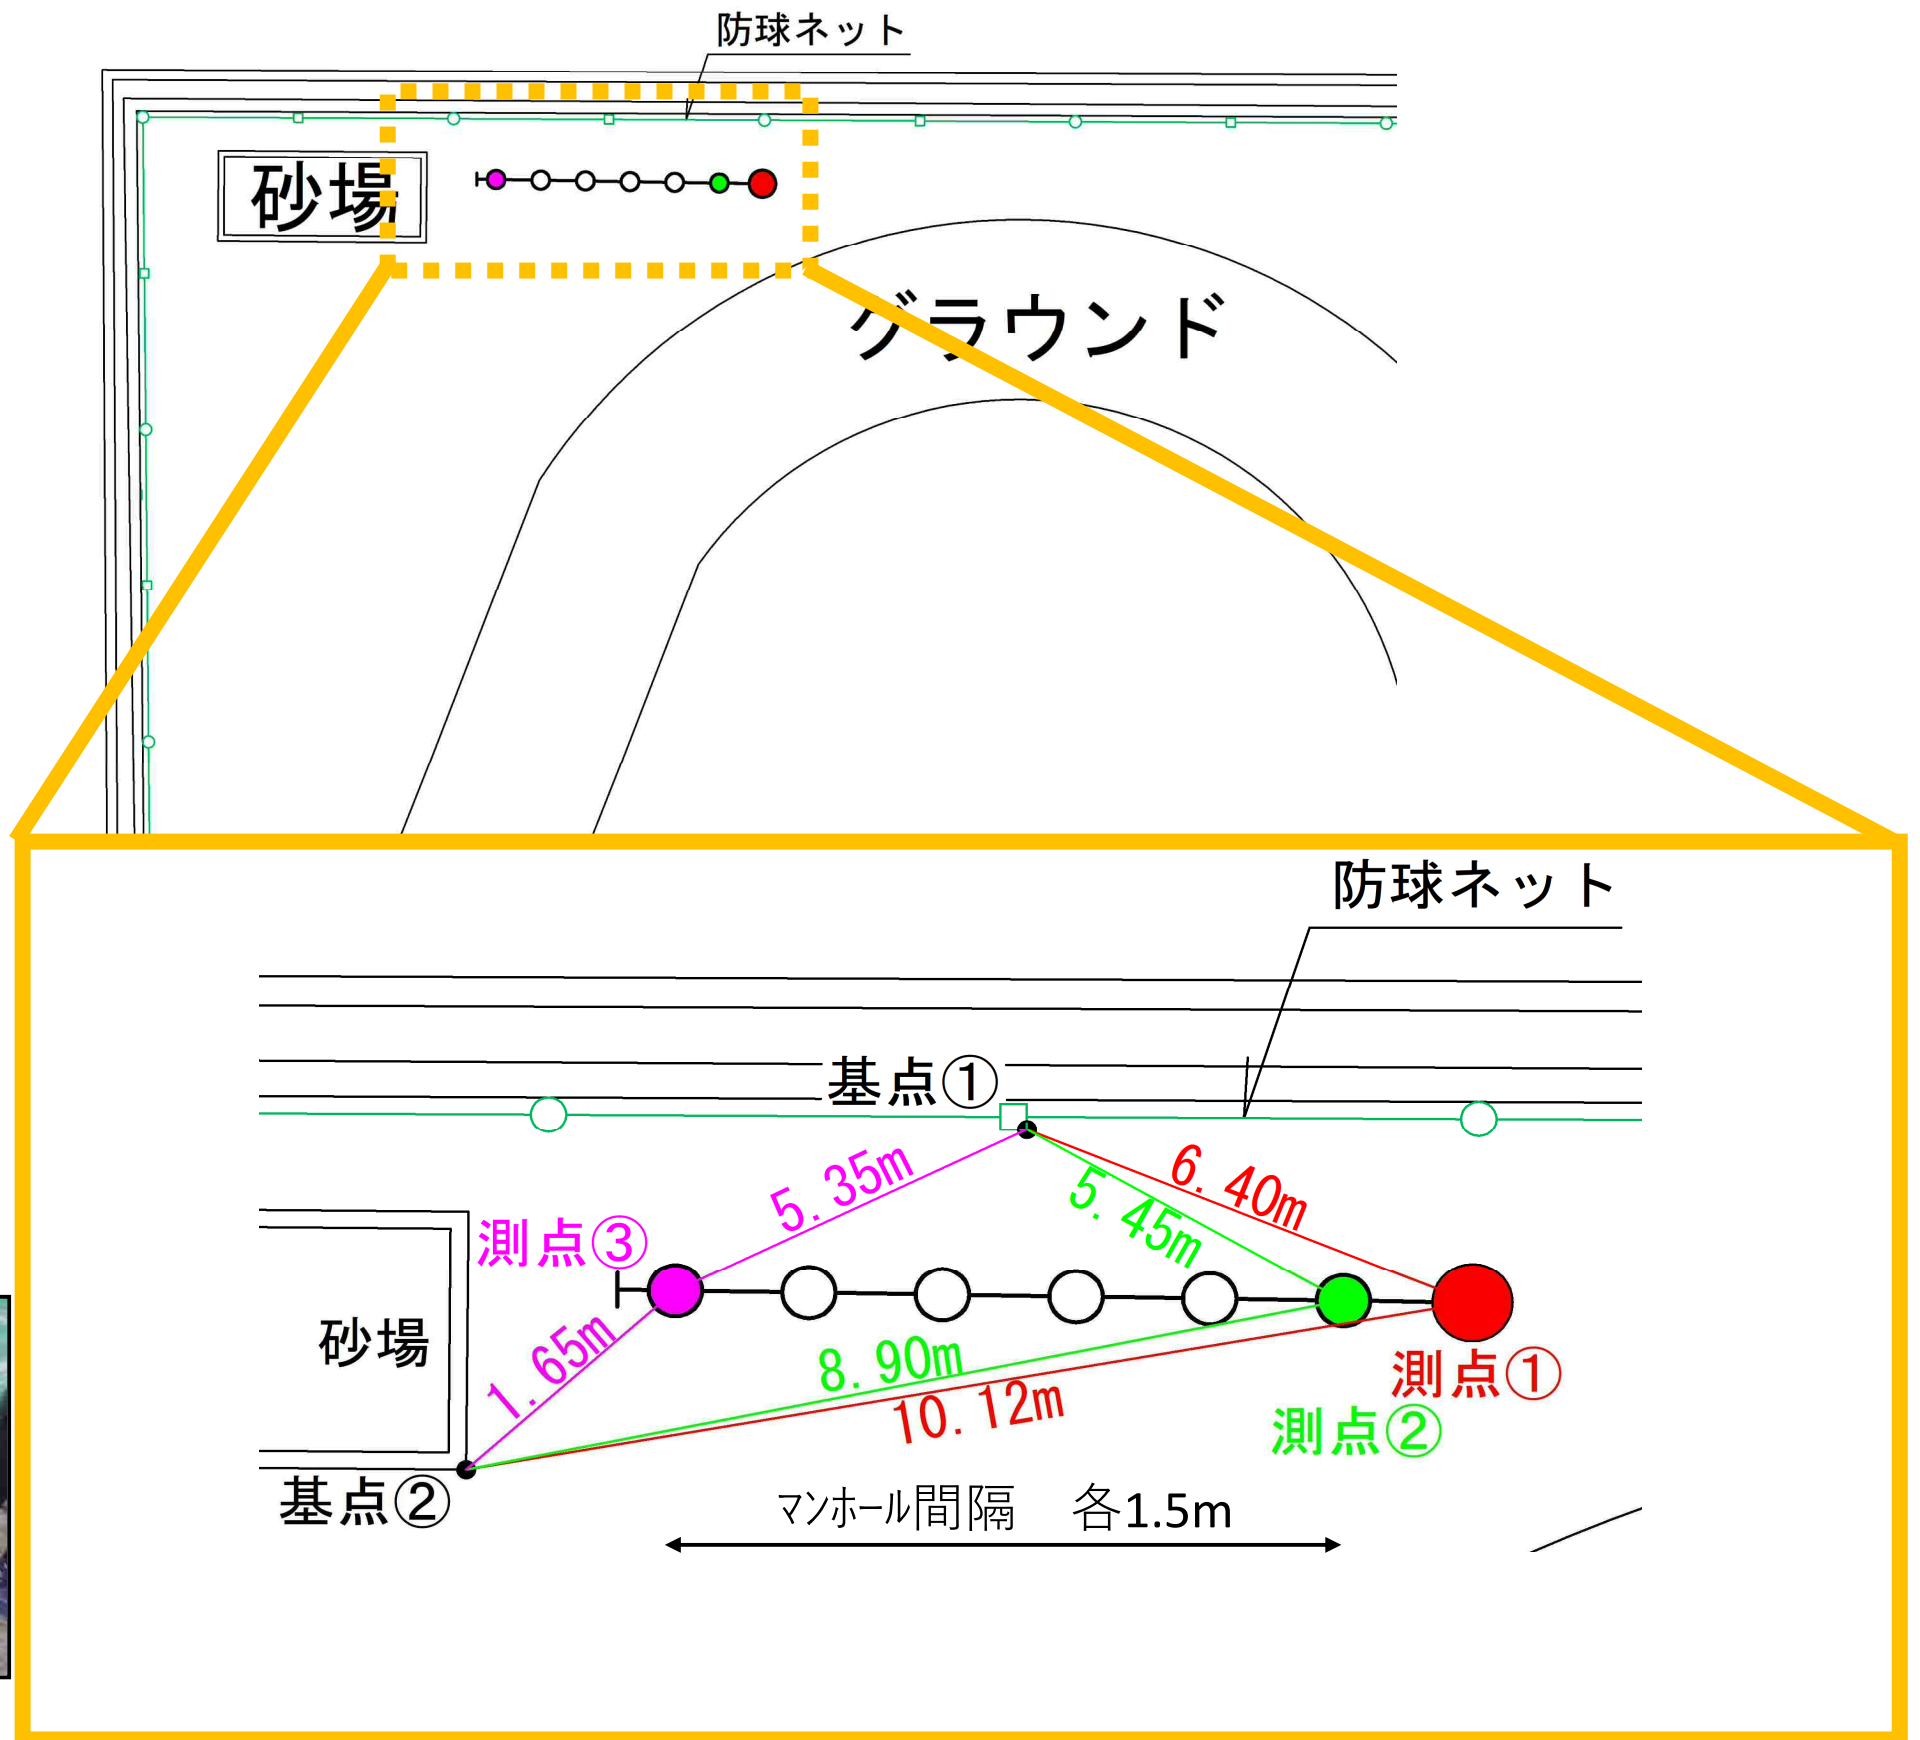 防球ネット
砂場
グラウンド
防球ネット
基点①
5.35m
6.40m
5.45m
測点③
砂場
1.65m
8.90m
10.12m
測点①
測点②
基点②
マンホール間隔 各1.5m